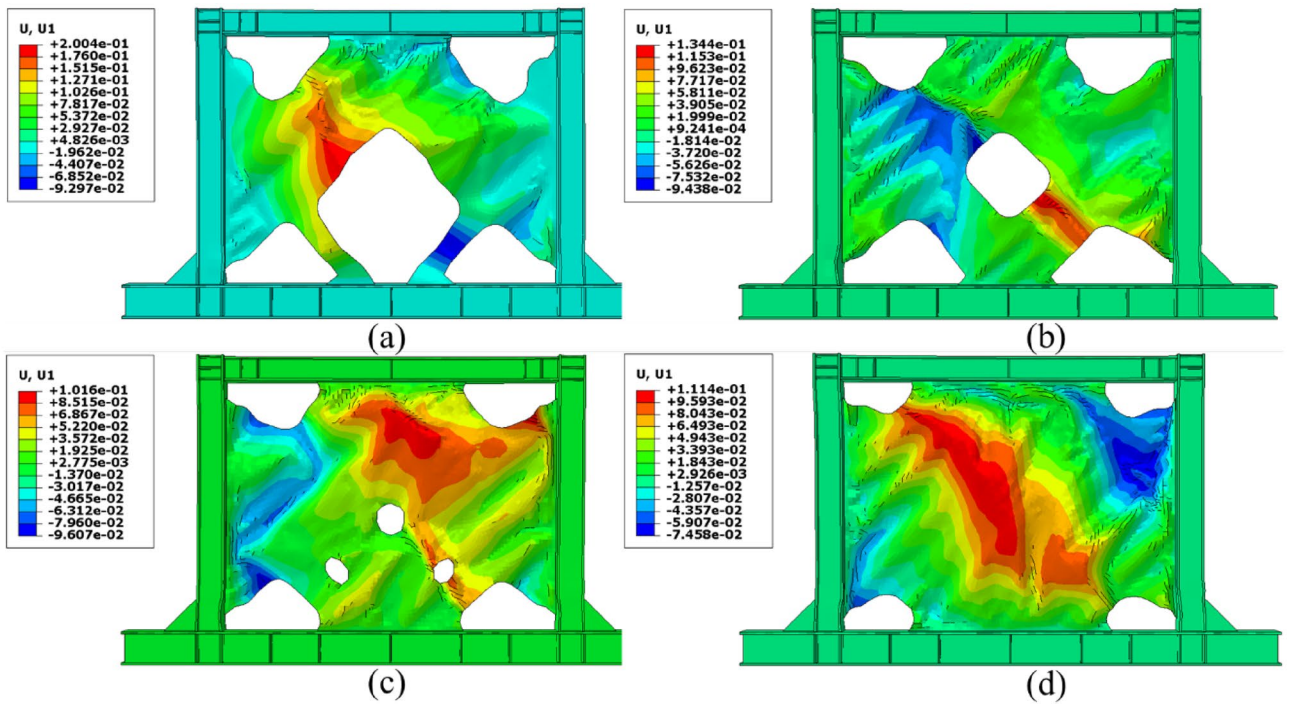 U, U1
+2.004e-01
+1.760e-01
+1.515e-01
+1.271e-01
+1.026e-01
+7.817e-02
+5.372e-02
+2.927e-02
+4.826e-03
-1.962e-02
-4.407e-02
-6.852e-02
-9.297e-02
(a)
U, U1
+1.344e-01
+1.153e-01
+9.623e-02
+7.717e-02
+5.811e-02
+3.905e-02
+1.999e-02
+9.241e-04
-1.814e-02
-3.720e-02
-5.626e-02
-7.532e-02
-9.438e-02
(b)
U, U1
+1.016e-01
+8.515e-02
+6.867e-02
+5.220e-02
+3.572e-02
+1.925e-02
+2.775e-03
-1.370e-02
-3.017e-02
-4.665e-02
-6.312e-02
-7.960e-02
-9.607e-02
(c)
U, U1
+1.114e-01
+9.593e-02
+8.043e-02
+6.493e-02
+4.943e-02
+3.393e-02
+1.843e-02
+2.926e-03
-1.257e-02
-2.807e-02
-4.357e-02
-5.907e-02
-7.458e-02
(d)